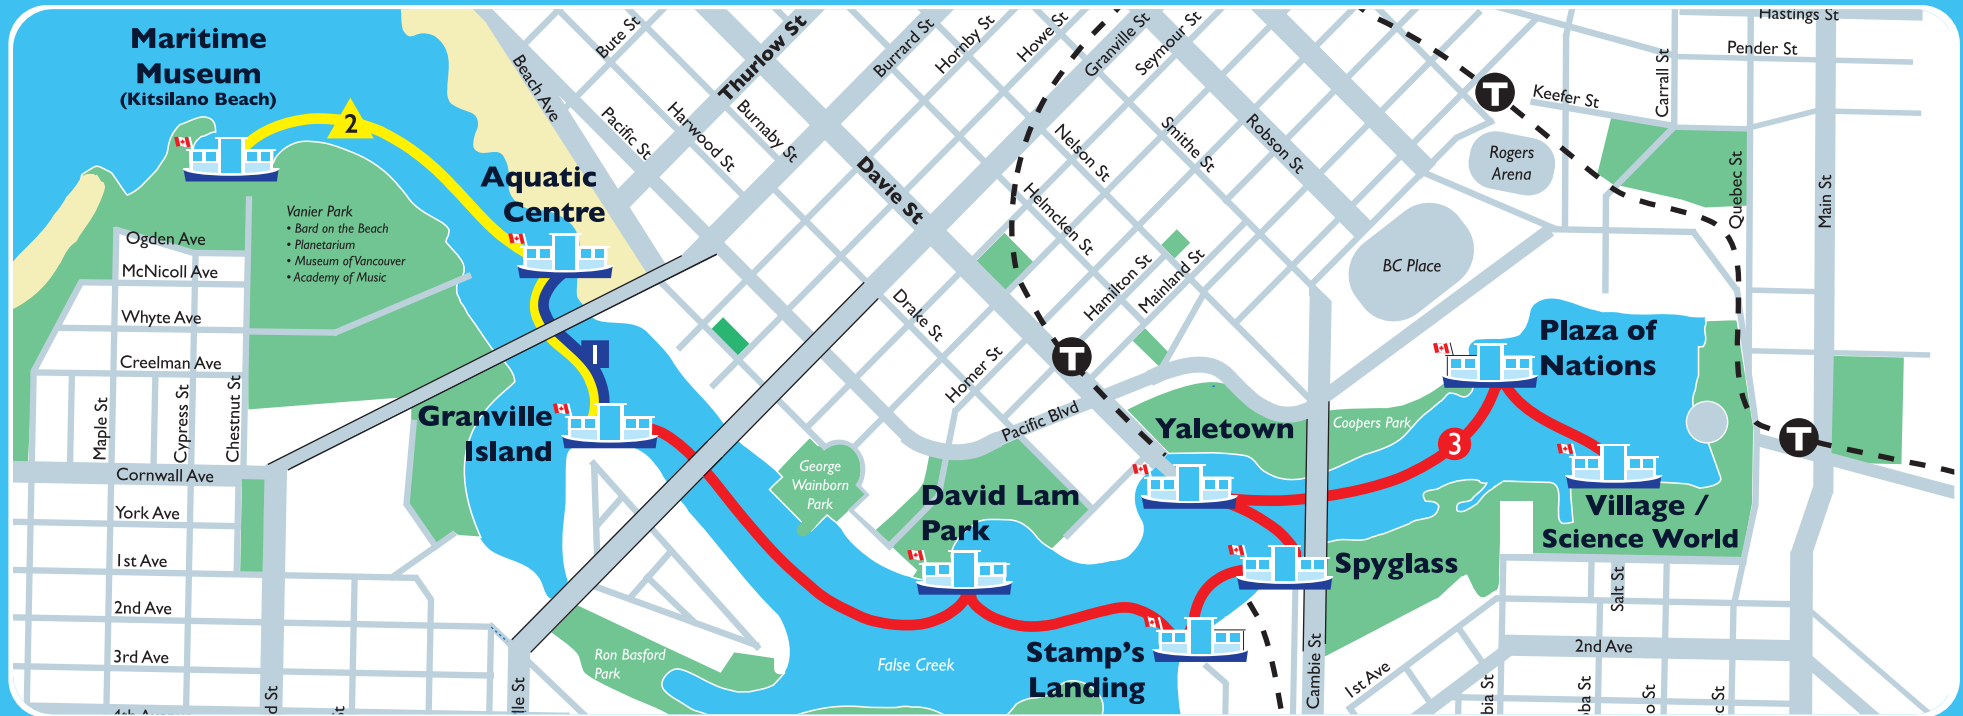 Maritime
Museum
(Kitsilano Beach)
2
Aquatic
Centre
1
Granville
Island
Vanier Park
• Bard on the Beach
• Planetarium
• Museum of Vancouver
• Academy of Music
Ogden Ave
McNicoll Ave
Whyte Ave
Creelman Ave
Maple St
Cypress St
Chestnut St
Cornwall Ave
York Ave
1st Ave
2nd Ave
3rd Ave
Beach Ave
Bute St
Thurlow St
Burrard St
Hornby St
Howe St
Granville St
Seymour St
Pacific St
Harwood St
Burnaby St
Davie St
Nelson St
Smithe St
Robson St
Helmcken St
Hamilton St
Mainland St
Drake St
Homer St
Pacific Blvd
T
T
T
Hastings St
Pender St
Keefer St
Carrall St
Quebec St
Main St
Rogers
Arena
BC Place
Plaza of
Nations
Coopers Park
3
Yaletown
George
Wainborn
Park
David Lam
Park
Village /
Science World
Spyglass
Stamp's
Landing
False Creek
Ron Basford
Park
Cambie St
1st Ave
2nd Ave
Salt St